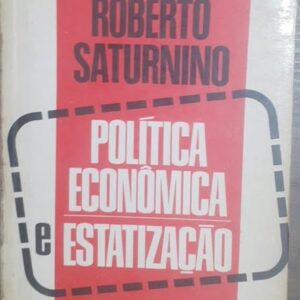 ROBERTO
SATURNINO
POLÍTICA
ECONÔMICA
e ESTATIZAÇÃO